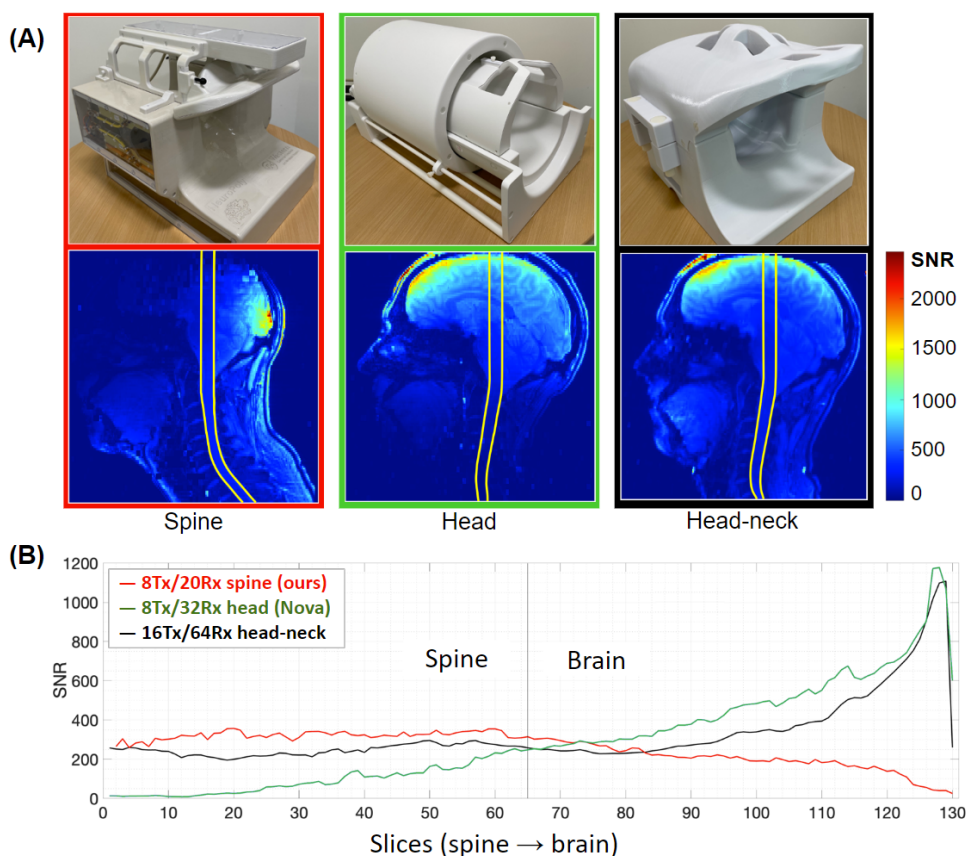 (A)
SNR
2000
1500
1000
500
0
Spine
Head
Head-neck
(B)
1200
1000
800
600
400
200
0
SNR
8Tx/20Rx spine (ours)
8Tx/32Rx head (Nova)
16Tx/64Rx head-neck
Spine
Brain
0 10 20 30 40 50 60 70 80 90 100 110 120 130
Slices (spine → brain)